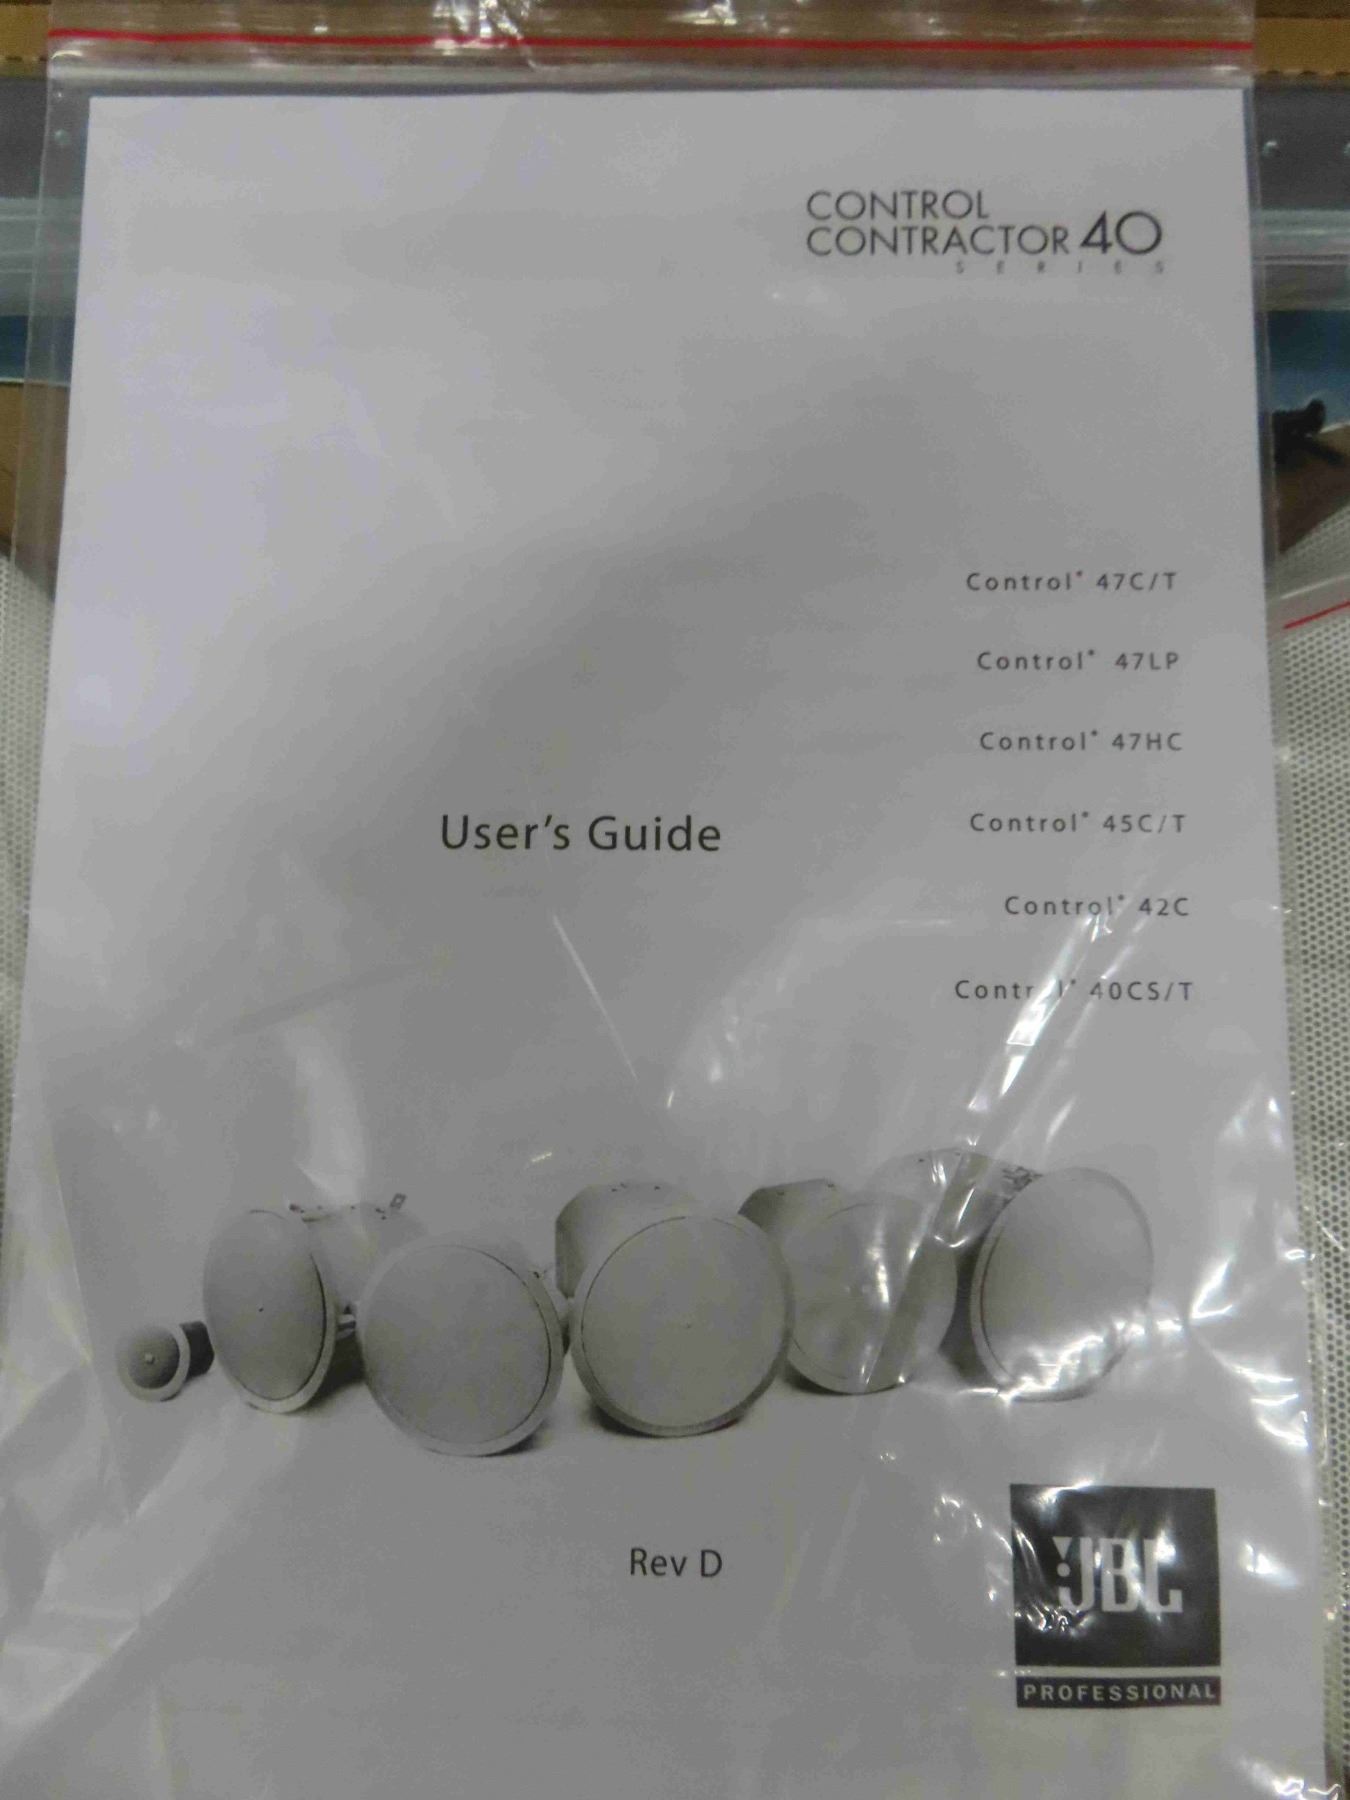 CONTROL
CONTRACTOR 40
SERIES
Control® 47C/T
Control® 47LP
Control® 47HC
Control® 45C/T
User's Guide
Control® 42C
Control® 40CS/T
Rev D
JBL
PROFESSIONAL